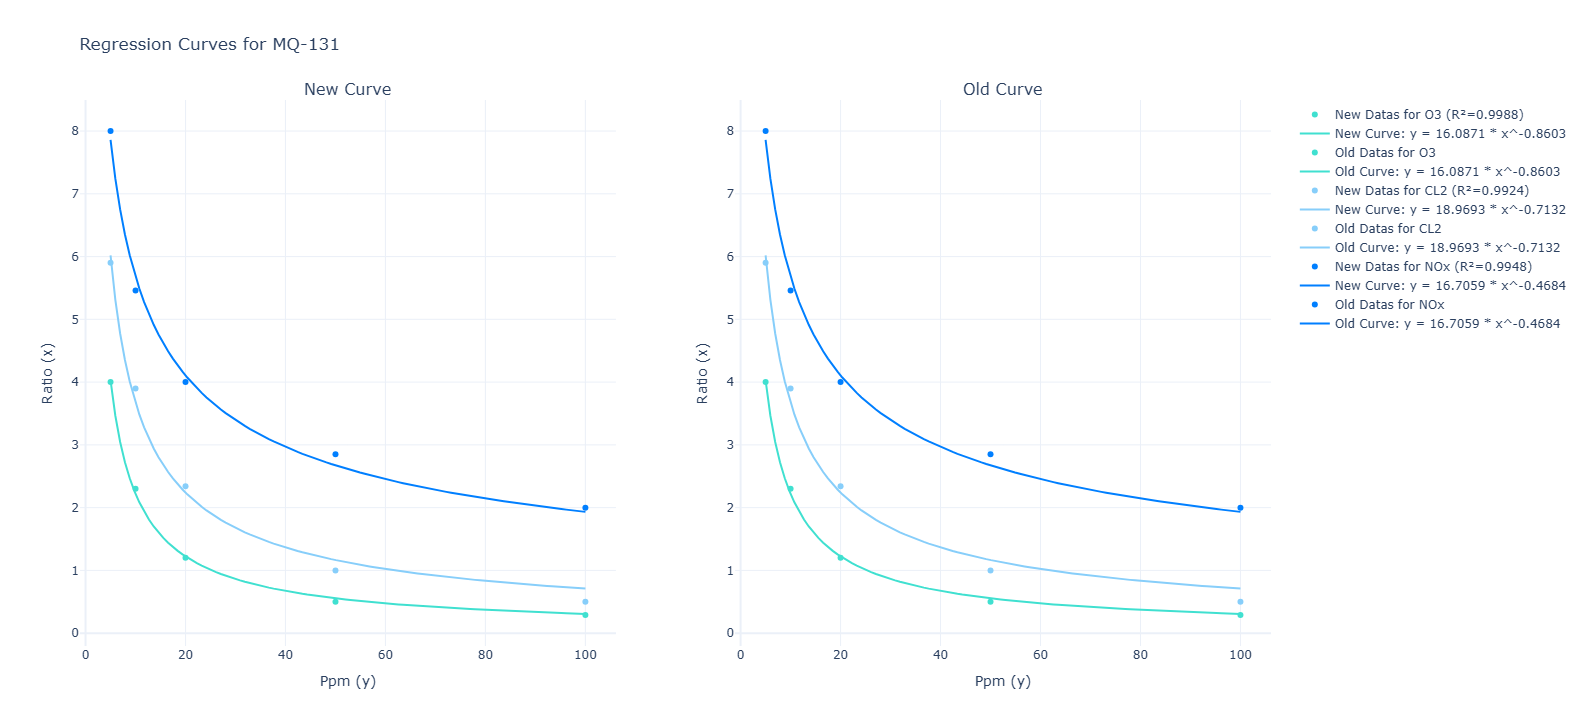 Regression Curves for MQ-131
New Curve
Old Curve
8
7
6
5
4
3
2
1
0
Ratio (x)
0 20 40 60 80 100
Ppm (y)
8
7
6
5
4
3
2
1
0
Ratio (x)
0 20 40 60 80 100
Ppm (y)
New Datas for O3 (R²=0.9988)
New Curve: y = 16.0871 * x^-0.8603
Old Datas for O3
Old Curve: y = 16.0871 * x^-0.8603
New Datas for CL2 (R²=0.9924)
New Curve: y = 18.9693 * x^-0.7132
Old Datas for CL2
Old Curve: y = 18.9693 * x^-0.7132
New Datas for NOx (R²=0.9948)
New Curve: y = 16.7059 * x^-0.4684
Old Datas for NOx
Old Curve: y = 16.7059 * x^-0.4684